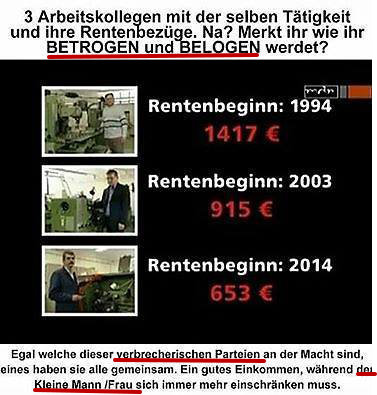 3 Arbeitskollegen mit der selben Tätigkeit
und ihre Rentenbezüge. Na? Merkt ihr wie ihr
BETROGEN und BELOGEN werdet?
mdr
Rentenbeginn: 1994
1417 €
Rentenbeginn: 2003
915 €
Rentenbeginn: 2014
653 €
Egal welche dieser verbrecherischen Parteien an der Macht sind,
eines haben sie alle gemeinsam. Ein gutes Einkommen, während der
Kleine Mann /Frau sich immer mehr einschränken muss.